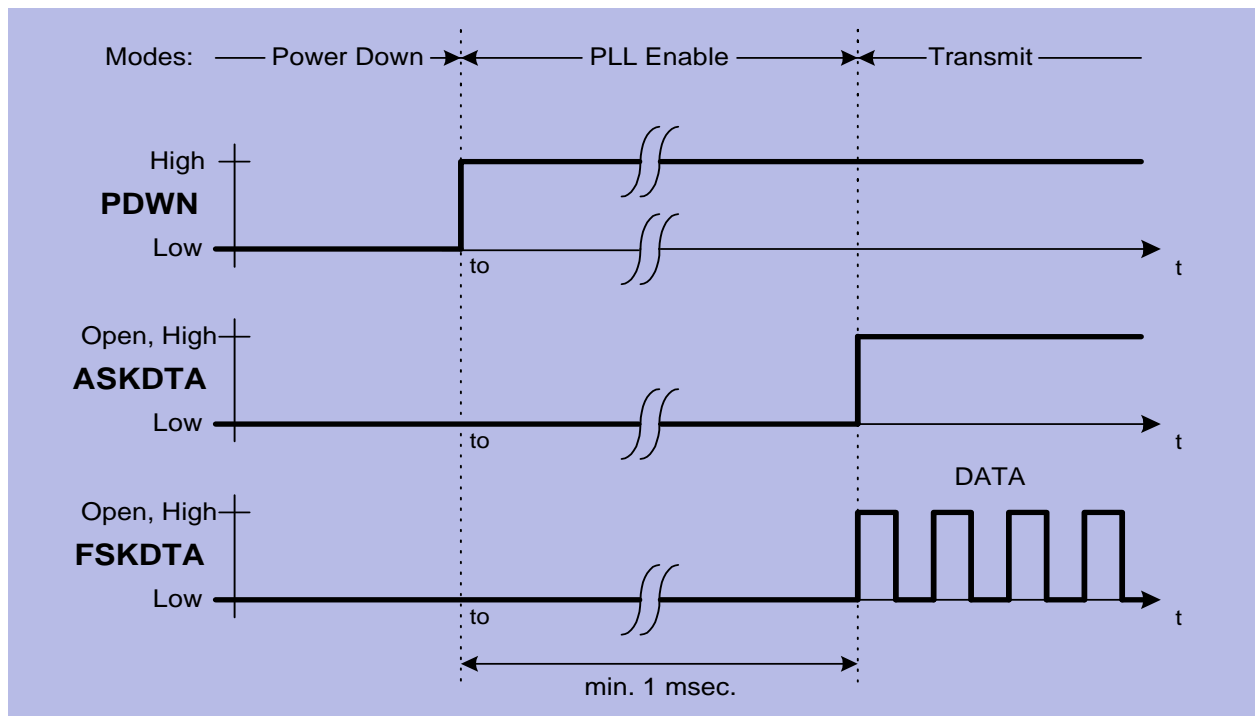 Modes: Power Down PLL Enable Transmit
High
PDWN
Low
to
t
Open, High
ASKDTA
Low
to
t
DATA
Open, High
FSKDTA
Low
to
t
min. 1 msec.